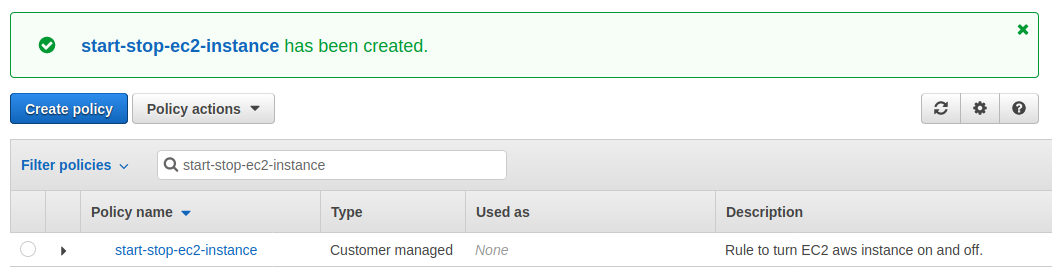 start-stop-ec2-instance has been created.
Create policy Policy actions
Filter policies start-stop-ec2-instance
Policy name Type Used as Description
start-stop-ec2-instance Customer managed None Rule to turn EC2 aws instance on and off.